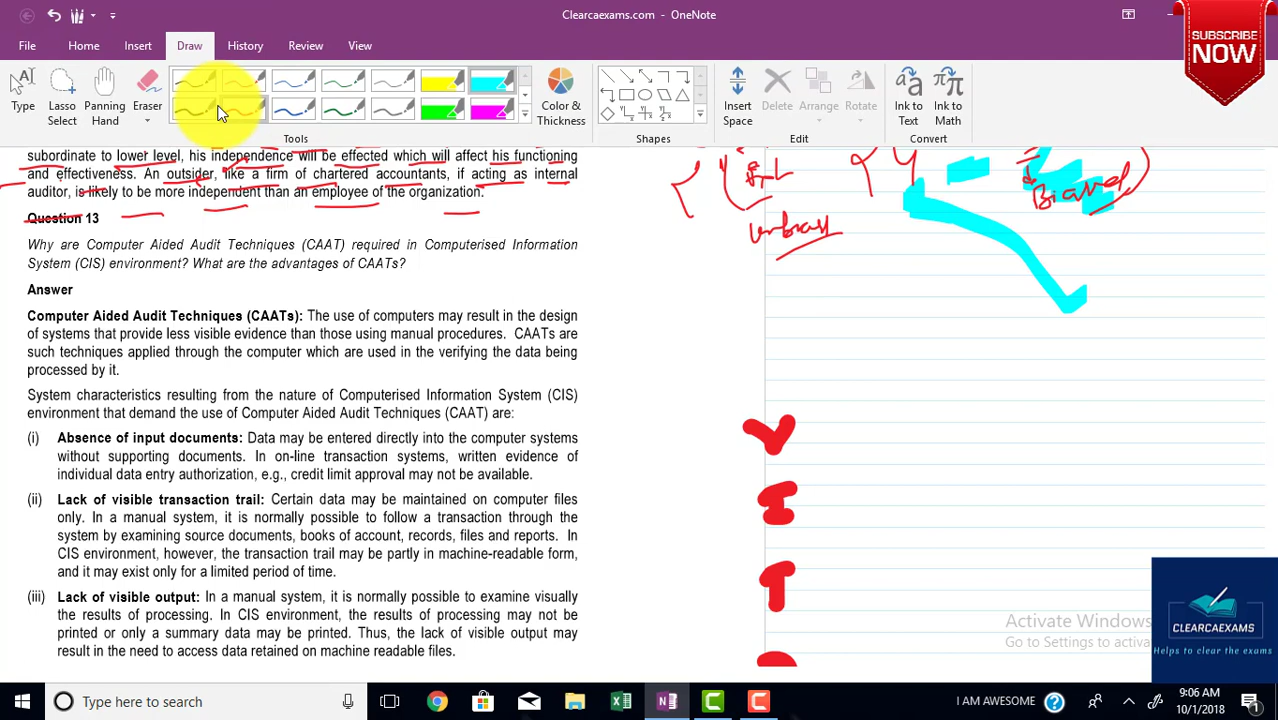 Clearcaexams.com - OneNote
SUBSCRIBE
NOW
File Home Insert Draw History Review View
Type
Lasso Select
Panning Hand
Eraser
Color & Thickness
Insert Space
Delete
Arrange
Rotate
Ink to Text
Ink to Math
Tools
Shapes
Edit
Convert
subordinate to lower level, his independence will be effected which will affect his functioning
and effectiveness. An outsider, like a firm of chartered accountants, if acting as internal
auditor, is likely to be more independent than an employee of the organization.
Question 13
Why are Computer Aided Audit Techniques (CAAT) required in Computerised Information
System (CIS) environment? What are the advantages of CAATs?
Answer
Computer Aided Audit Techniques (CAATs): The use of computers may result in the design
of systems that provide less visible evidence than those using manual procedures. CAATs
are such techniques applied through the computer which are used in the verifying the data being
processed by it.
System characteristics resulting from the nature of Computerised Information System (CIS)
environment that demand the use of Computer Aided Audit Techniques (CAAT) are:
(i) Absence of input documents: Data may be entered directly into the computer systems
without supporting documents. In on-line transaction systems, written evidence of
individual data entry authorization, e.g., credit limit approval may not be available.
(ii) Lack of visible transaction trail: Certain data may be maintained on computer files
only. In a manual system, it is normally possible to follow a transaction through the
system by examining source documents, books of account, records, files and reports. In
CIS environment, however, the transaction trail may be partly in machine-readable form,
and it may exist only for a limited period of time.
(iii) Lack of visible output: In a manual system, it is normally possible to examine visually
the results of processing. In CIS environment, the results of processing may not be
printed or only a summary data may be printed. Thus, the lack of visible output may
result in the need to access data retained on machine readable files.
Biased
V
I
T
Activate Windows
Go to Settings to activa
CLEARCAEXAMS
Helps to clear the exams
Type here to search
I AM AWESOME
9:06 AM
10/1/2018